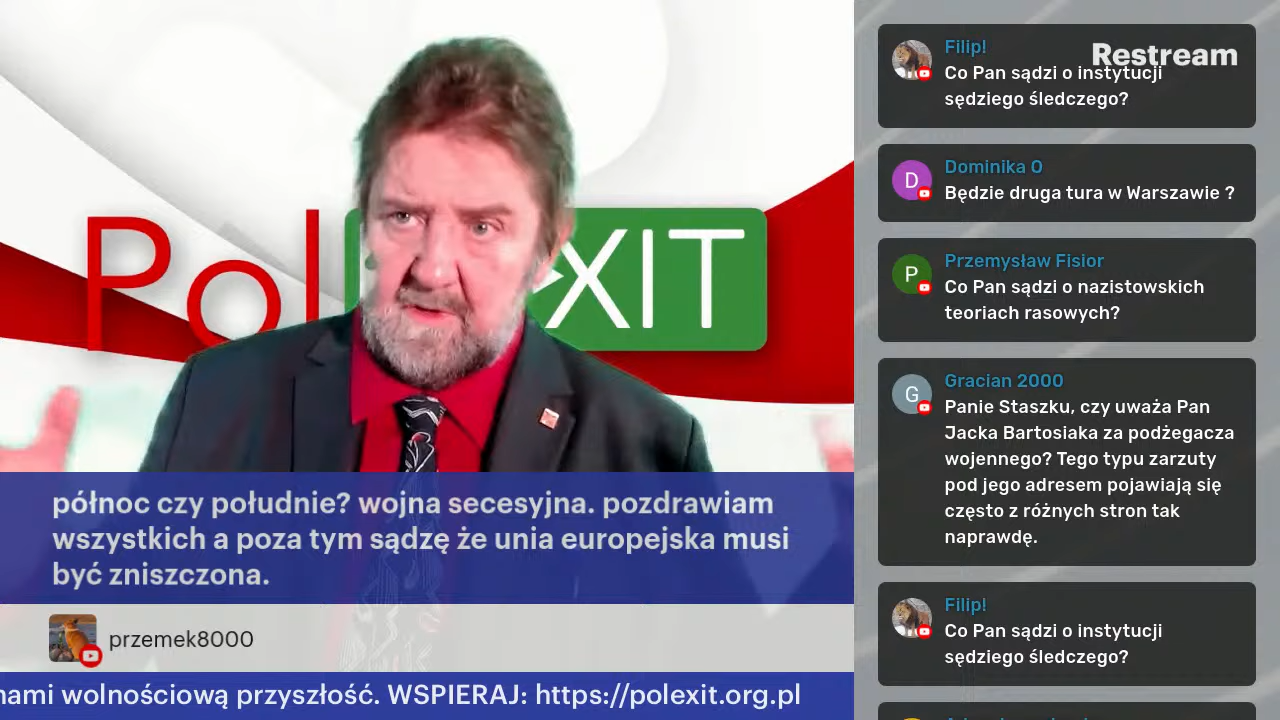 PolEXIT
północ czy południe? wojna secesyjna. pozdrawiam
wszystkich a poza tym sądzę że unia europejska musi
być zniszczona.
przemek8000
nami wolnościową przyszłość. WSPIERAJ: https://polexit.org.pl
Restream
Filip!
Co Pan sądzi o instytucji
sędziego śledczego?
D
Dominika O
Będzie druga tura w Warszawie ?
P
Przemysław Fisior
Co Pan sądzi o nazistowskich
teoriach rasowych?
G
Gracian 2000
Panie Staszku, czy uważa Pan
Jacka Bartosiaka za podżegacza
wojennego? Tego typu zarzuty
pod jego adresem pojawiają się
często z różnych stron tak
naprawdę.
Filip!
Co Pan sądzi o instytucji
sędziego śledczego?